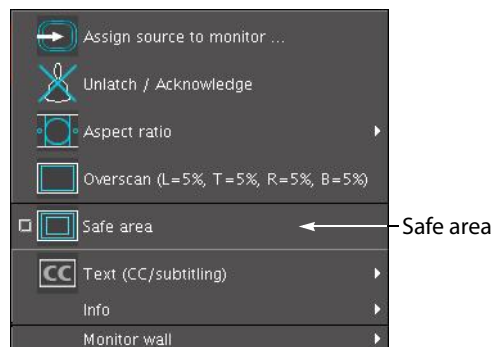 Assign source to monitor ...
Unlatch / Acknowledge
Aspect ratio
Overscan (L=5%, T=5%, R=5%, B=5%)
Safe area
Safe area
CC Text (CC/subtitling)
Info
Monitor wall